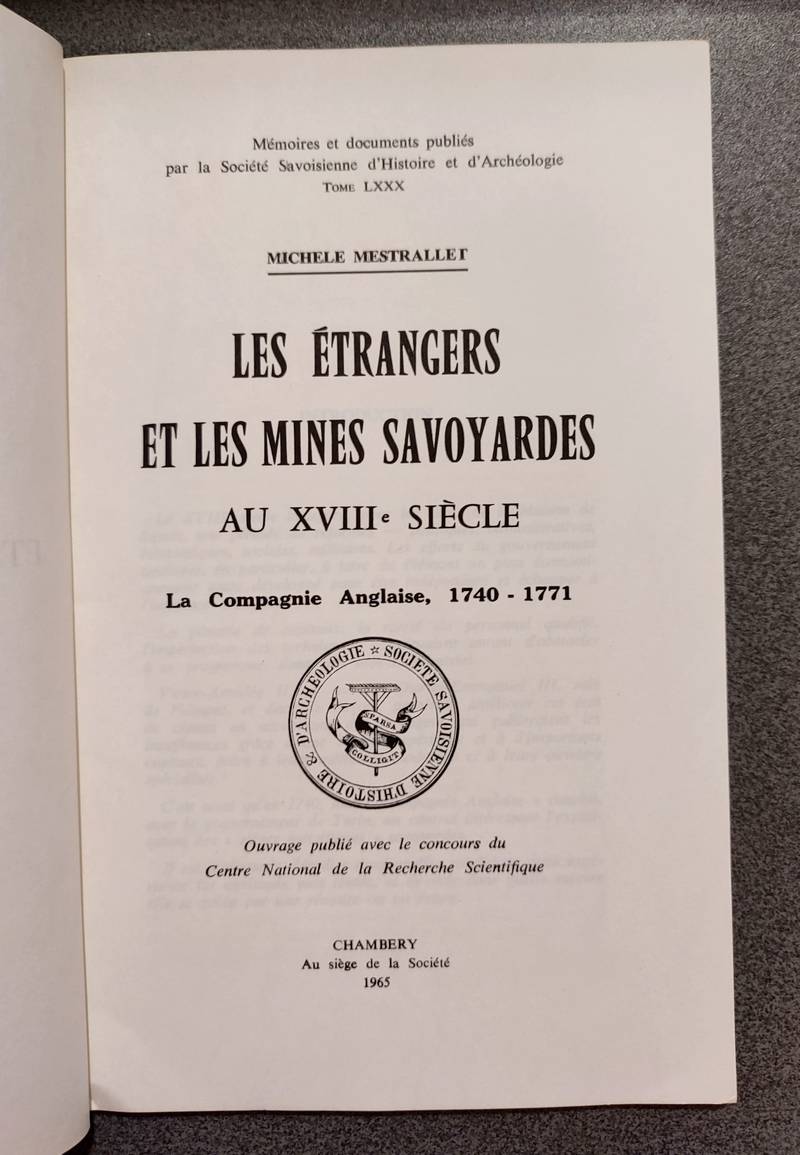 Mémoires et documents publiés
par la Société Savoisienne d'Histoire et d'Archéologie
TOME LXXX
MICHELE MESTRALLET
LES ÉTRANGERS
ET LES MINES SAVOYARDES
AU XVIIIe SIÈCLE
La Compagnie Anglaise, 1740 - 1771
SOCIETE SAVOISIENNE D'HISTOIRE & D'ARCHEOLOGIE ★
SPARSA
COLLIGIT
Ouvrage publié avec le concours du
Centre National de la Recherche Scientifique
CHAMBERY
Au siège de la Société
1965